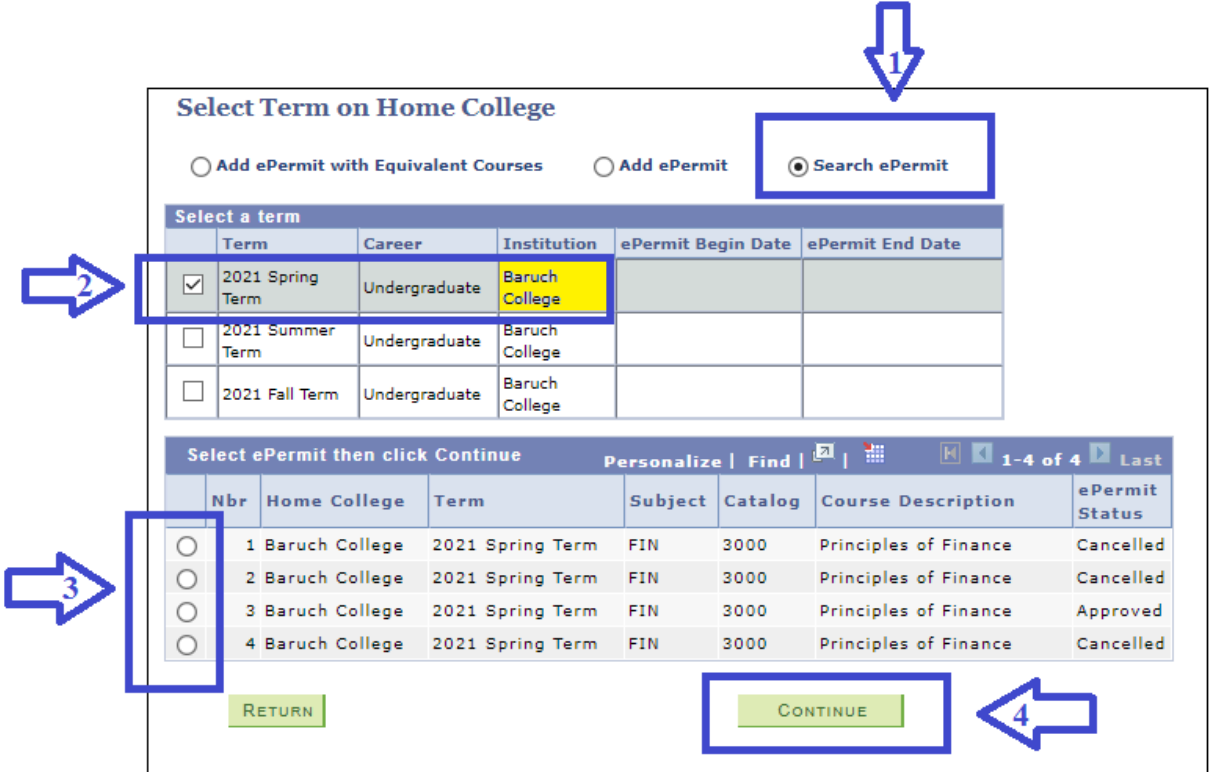 1
Select Term on Home College
Add ePermit with Equivalent Courses Add ePermit Search ePermit
Select a term
Term Career Institution ePermit Begin Date ePermit End Date
2
2021 Spring Term Undergraduate Baruch College
2021 Summer Term Undergraduate Baruch College
2021 Fall Term Undergraduate Baruch College
Select ePermit then click Continue Personalize | Find | | 1-4 of 4 Last
Nbr Home College Term Subject Catalog Course Description ePermit Status
1 Baruch College 2021 Spring Term FIN 3000 Principles of Finance Cancelled
2 Baruch College 2021 Spring Term FIN 3000 Principles of Finance Cancelled
3
3 Baruch College 2021 Spring Term FIN 3000 Principles of Finance Approved
4 Baruch College 2021 Spring Term FIN 3000 Principles of Finance Cancelled
RETURN CONTINUE
4